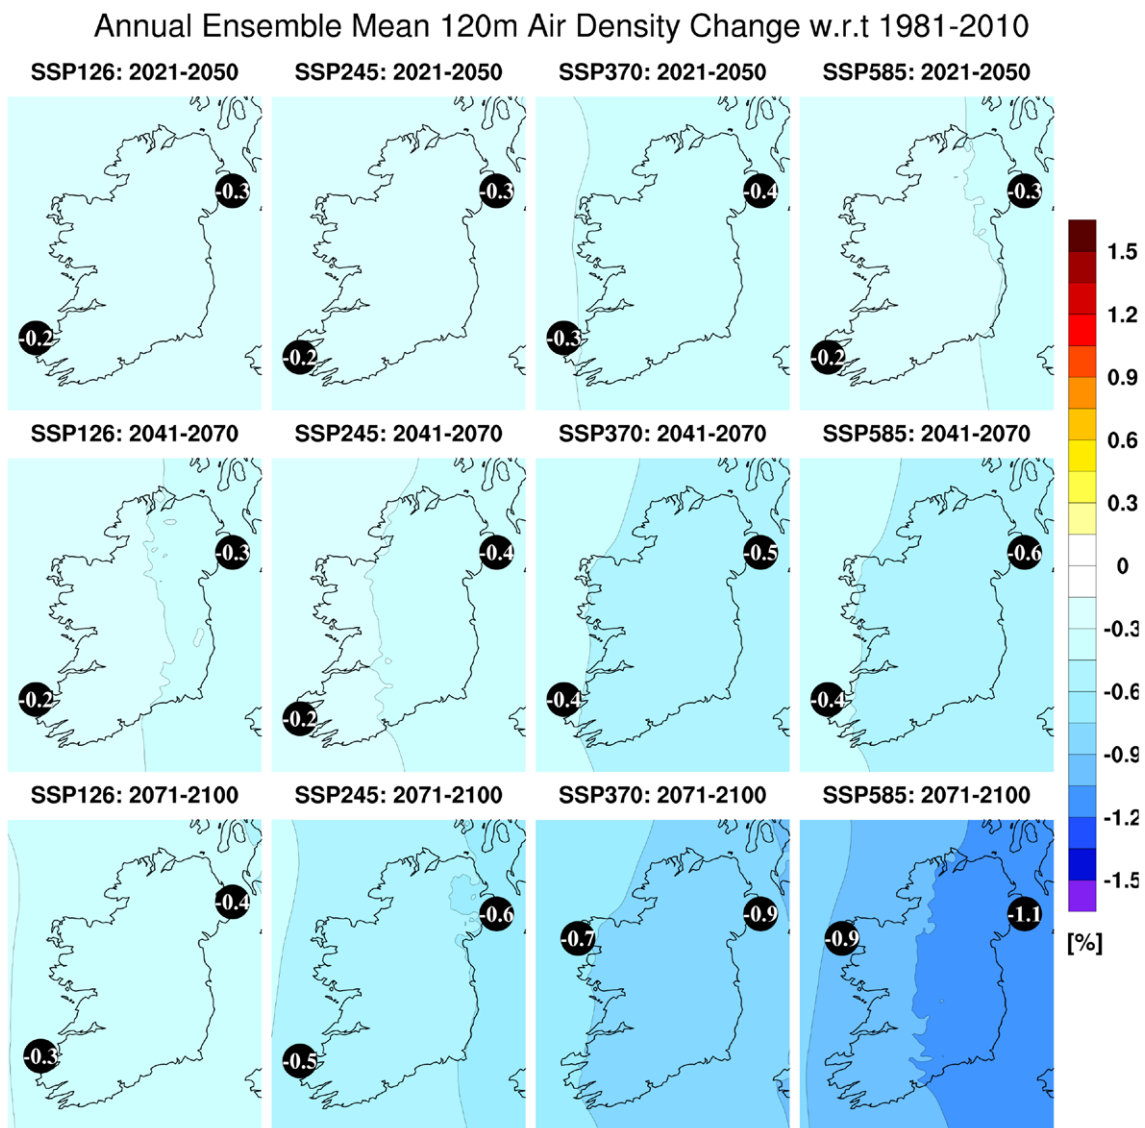 Annual Ensemble Mean 120m Air Density Change w.r.t 1981-2010
SSP126: 2021-2050
SSP245: 2021-2050
SSP370: 2021-2050
SSP585: 2021-2050
-0.3
-0.3
-0.4
-0.3
-0.2
-0.2
-0.3
-0.2
SSP126: 2041-2070
SSP245: 2041-2070
SSP370: 2041-2070
SSP585: 2041-2070
-0.3
-0.4
-0.5
-0.6
-0.2
-0.2
-0.4
-0.4
SSP126: 2071-2100
SSP245: 2071-2100
SSP370: 2071-2100
SSP585: 2071-2100
-0.4
-0.6
-0.9
-1.1
-0.3
-0.5
-0.7
-0.9
1.5
1.2
0.9
0.6
0.3
0
-0.3
-0.6
-0.9
-1.2
-1.5
[%]